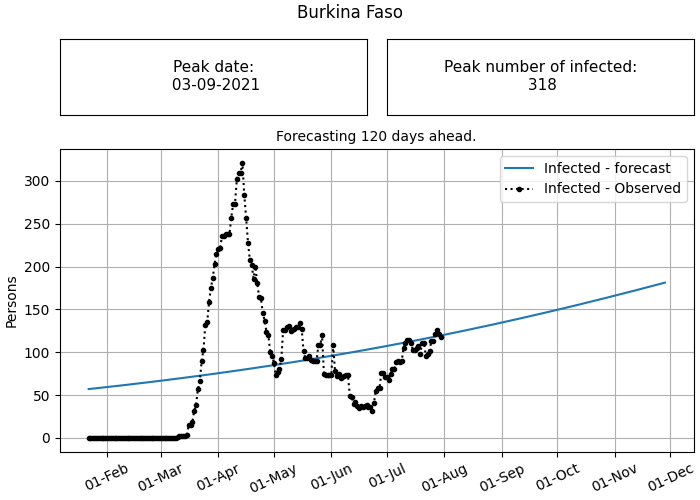 Burkina Faso
Peak date:
03-09-2021
Peak number of infected:
318
Forecasting 120 days ahead.
Infected - forecast
Infected - Observed
Persons
300
250
200
150
100
50
0
01-Feb
01-Mar
01-Apr
01-May
01-Jun
01-Jul
01-Aug
01-Sep
01-Oct
01-Nov
01-Dec